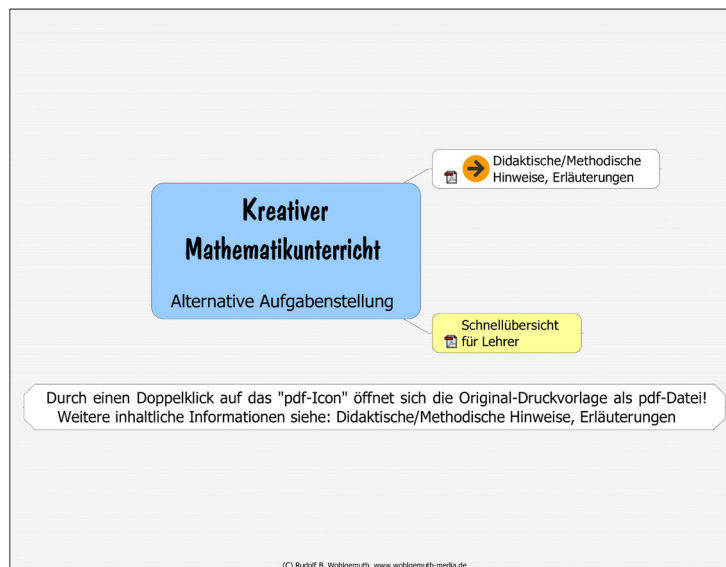 Didaktische/Methodische
Hinweise, Erläuterungen
Kreativer
Mathematikunterricht
Alternative Aufgabenstellung
Schnellübersicht
für Lehrer
Durch einen Doppelklick auf das "pdf-Icon" öffnet sich die Original-Druckvorlage als pdf-Datei!
Weitere inhaltliche Informationen siehe: Didaktische/Methodische Hinweise, Erläuterungen
(C) Rudolf B. Wohlgemuth, www.wohlgemuth-media.de